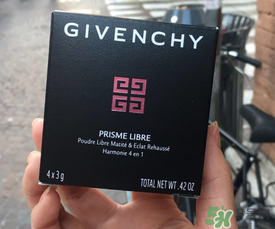 GIVENCHY
PRISME LIBRE
Poudre Libre Matité & Eclat Rehaussé
Harmonie 4 en 1
4 x 3 g
TOTAL NET WT .42 OZ.